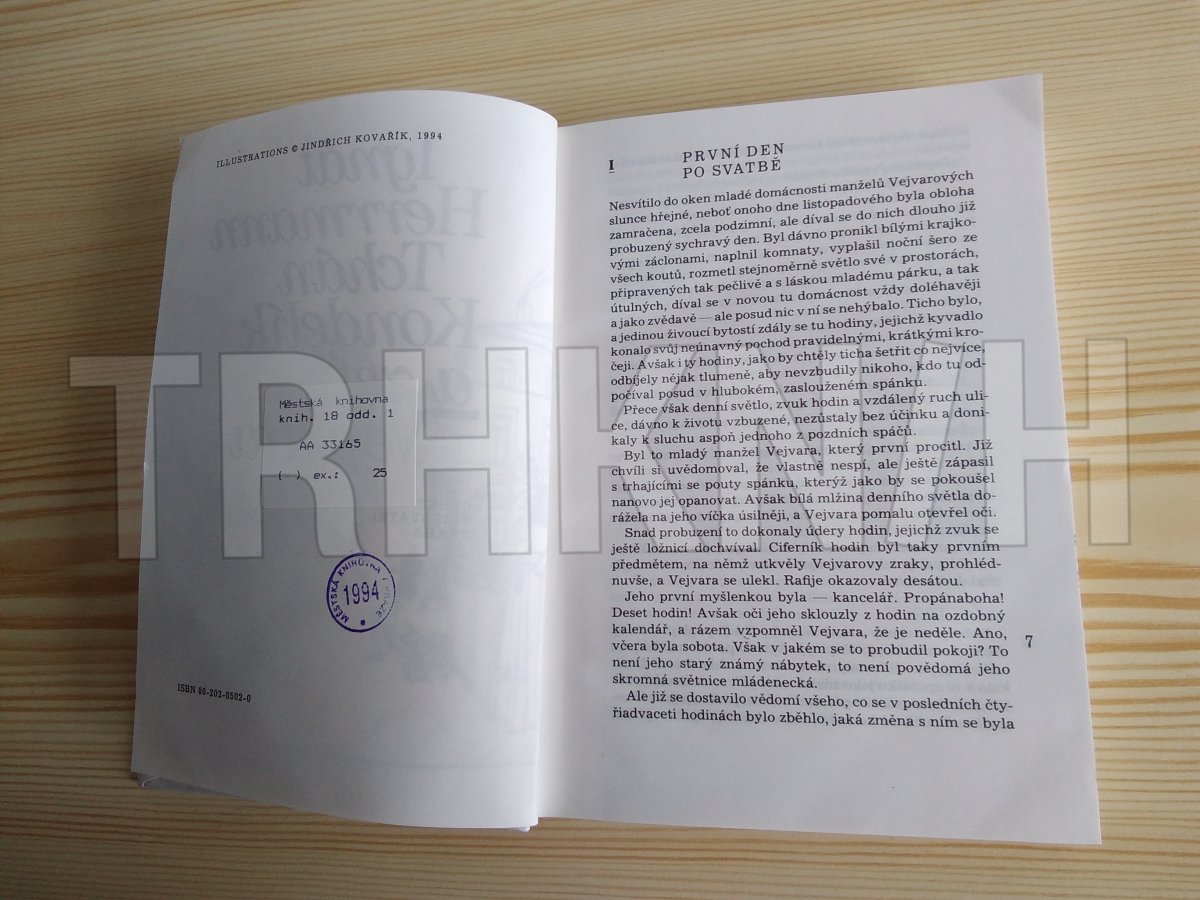 ILLUSTRATIONS © JINDŘICH KOVAŘÍK, 1994
Ignát
Herrmann
Tchán
Kondelík
Městská knihovna
knih. 18 odd. 1
AA 33165
( ) ex.: 25
MĚSTSKÁ KNIHOVNA
1994
ISBN 80-202-0502-0
I
PRVNÍ DEN
PO SVATBĚ
Nesvítilo do oken mladé domácnosti manželů Vejvarových
slunce hřejné, neboť onoho dne listopadového byla obloha
zamračena, zcela podzimní, ale díval se do nich dlouho již
probuzený sychravý den. Byl dávno pronikl bílými krajko-
vými záclonami, naplnil komnaty, vyplašil noční šero ze
všech koutů, rozmetl stejnoměrně světlo své v prostorách,
připravených tak pečlivě a s láskou mladému párku, a tak
útulných, díval se v novou tu domácnost vždy doléhavěji
a jako zvědavě — ale posud nic v ní se nehýbalo. Ticho bylo,
a jedinou živoucí bytostí zdály se tu hodiny, jejichž kyvadlo
konalo svůj neúnavný pochod pravidelnými, krátkými kro-
čeji. Avšak i ty hodiny, jako by chtěly ticha šetřit co nejvíce,
odbíjely nějak tlumeně, aby nevzbudily nikoho, kdo tu od-
počíval posud v hlubokém, zaslouženém spánku.
Přece však denní světlo, zvuk hodin a vzdálený ruch uli-
ce, dávno k životu vzbuzené, nezůstaly bez účinku a doni-
kaly k sluchu aspoň jednoho z pozdních spáčů.
Byl to mladý manžel Vejvara, který první procitl. Již
chvíli si uvědomoval, že vlastně nespí, ale ještě zápasil
s trhajícími se pouty spánku, kterýž jako by se pokoušel
nanovo jej opanovat. Avšak bílá mlžina denního světla do-
rážela na jeho víčka úsilněji, a Vejvara pomalu otevřel oči.
Snad probuzení to dokonaly údery hodin, jejichž zvuk se
ještě ložnicí dochvíval. Ciferník hodin byl taky prvním
předmětem, na němž utkvěly Vejvarovy zraky, prohléd-
nuvše, a Vejvara se ulekl. Rafije okazovaly desátou.
Jeho první myšlenkou byla — kancelář. Propánaboha!
Deset hodin! Avšak oči jeho sklouzly z hodin na ozdobný
kalendář, a rázem vzpomněl Vejvara, že je neděle. Ano,
včera byla sobota. Však v jakém se to probudil pokoji? To
není jeho starý známý nábytek, to není povědomá jeho
skromná světnice mládenecká.
Ale již se dostavilo vědomí všeho, co se v posledních čty-
řiadvaceti hodinách bylo zběhlo, jaká změna s ním se byla
7
TRHKNIH